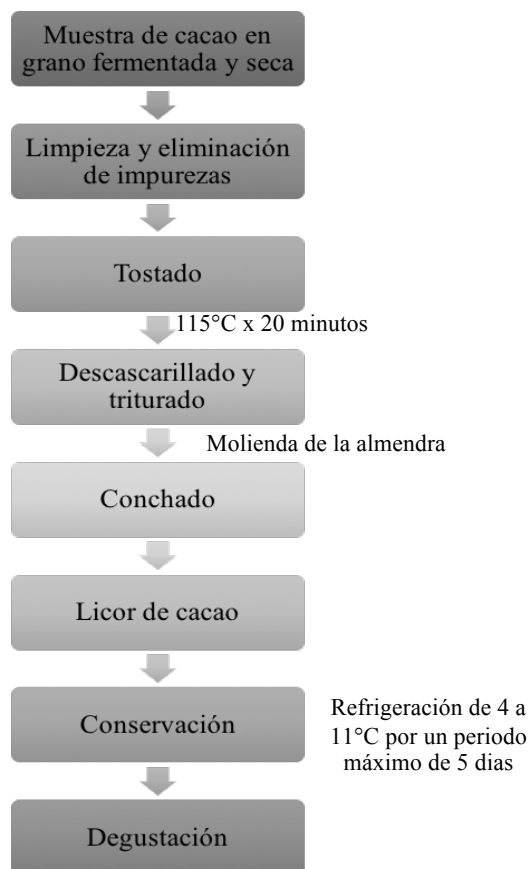 Muestra de cacao en
grano fermentada y seca
Limpieza y eliminación
de impurezas
Tostado
115°C x 20 minutos
Descascarillado y
triturado
Molienda de la almendra
Conchado
Licor de cacao
Conservación
Refrigeración de 4 a
11°C por un periodo
máximo de 5 dias
Degustación